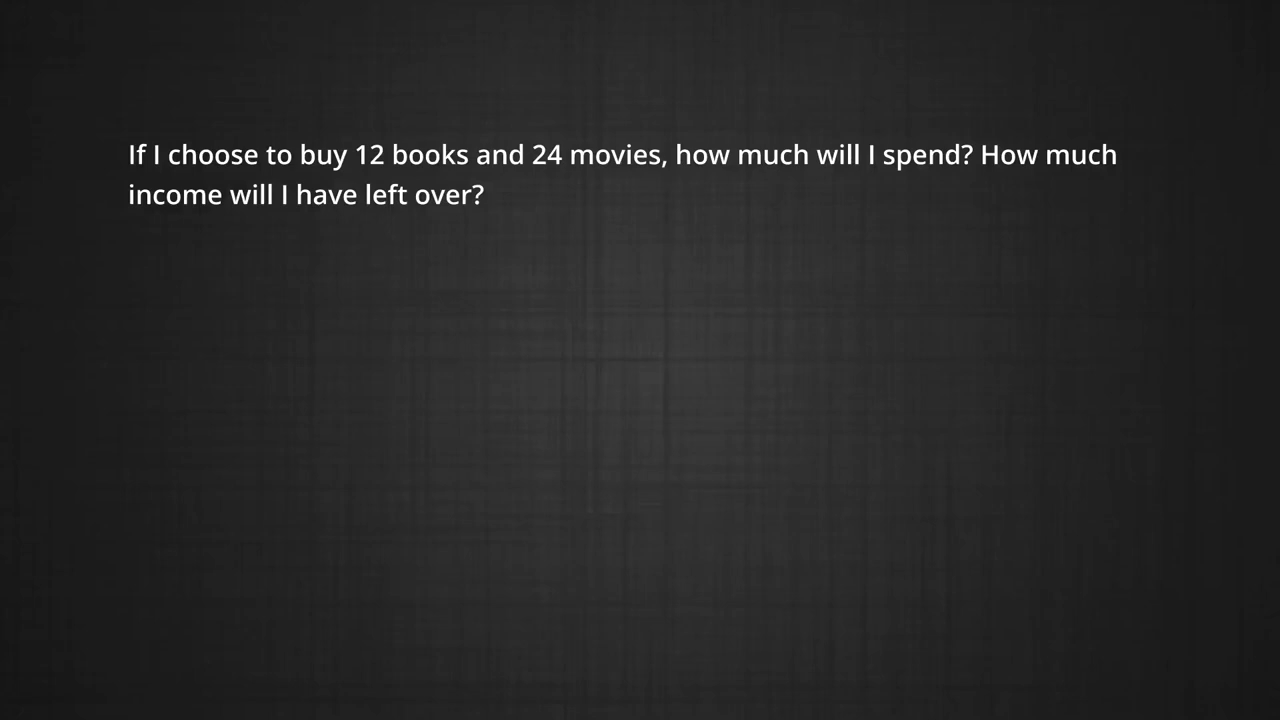 If I choose to buy 12 books and 24 movies, how much will I spend? How much
income will I have left over?